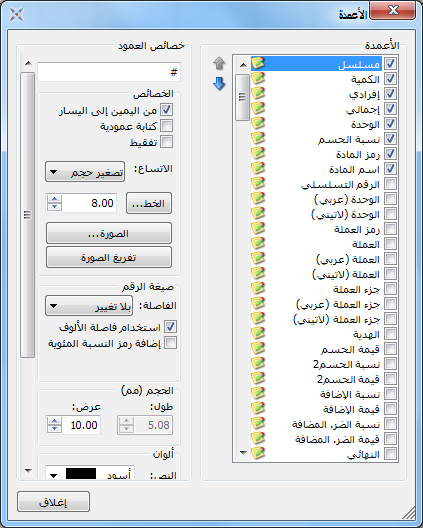 الأعمدة
الأعمدة
مسلسل
الكمية
إفرادي
إجمالي
الوحدة
نسبة الحسم
رمز المادة
اسم المادة
الرقم التسلسلي
الوحدة (عربي)
الوحدة (لاتيني)
رمز العملة
العملة
العملة (عربي)
العملة (لاتيني)
جزء العملة
جزء العملة (عربي)
جزء العملة (لاتيني)
الهدية
قيمة الحسم
نسبة الحسم2
قيمة الحسم2
نسبة الإضافة
قيمة الإضافة
نسبة الضر. المضافة
قيمة الضر. المضافة
النهائي
خصائص العمود
#
الخصائص
من اليمين إلى اليسار
كتابة عمودية
تفقيط
الاتساع:
تصغير حجم
الخط...
8.00
الصورة...
تفريغ الصورة
صيغة الرقم
الفاصلة:
بلا تغيير
استخدام فاصلة الألوف
إضافة رمز النسبة المئوية
الحجم (مم)
طول:
عرض:
5.08
10.00
ألوان
النص:
أسود
إغلاق